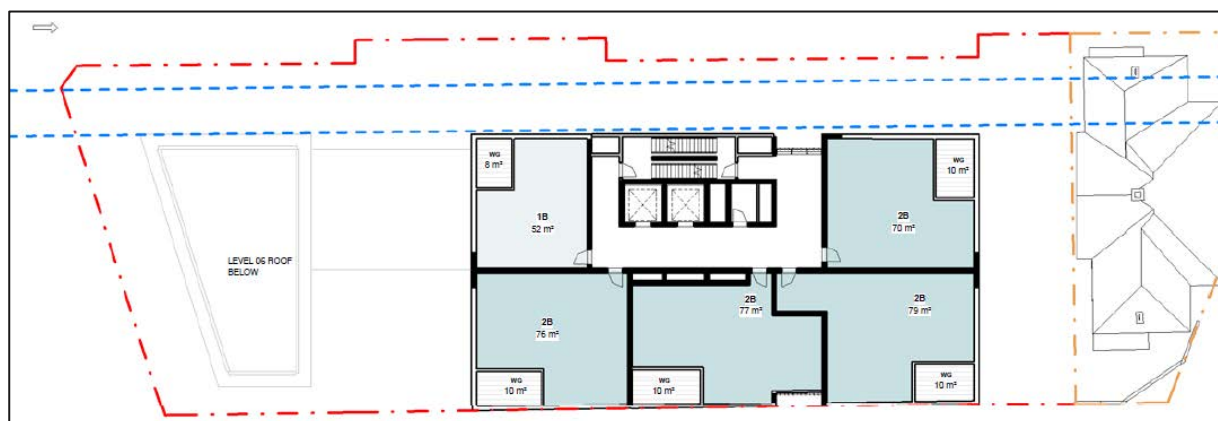 WG
8 m²
1B
52 m²
WG
10 m²
2B
70 m²
LEVEL 06 ROOF
BELOW
2B
76 m²
WG
10 m²
2B
77 m²
WG
10 m²
2B
79 m²
WG
10 m²